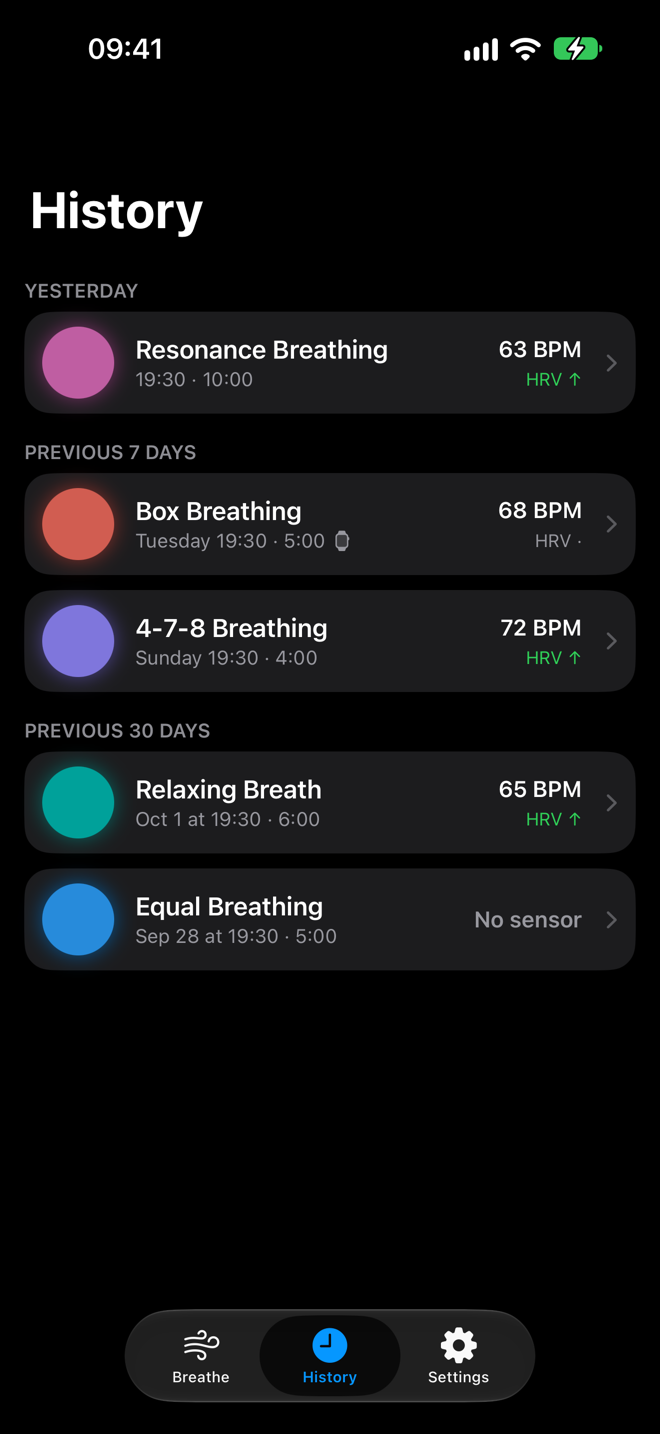 09:41
History
YESTERDAY
Resonance Breathing
63 BPM
19:30 · 10:00
HRV ↑
PREVIOUS 7 DAYS
Box Breathing
68 BPM
Tuesday 19:30 · 5:00
HRV ·
4-7-8 Breathing
72 BPM
Sunday 19:30 · 4:00
HRV ↑
PREVIOUS 30 DAYS
Relaxing Breath
65 BPM
Oct 1 at 19:30 · 6:00
HRV ↑
Equal Breathing
No sensor
Sep 28 at 19:30 · 5:00
Breathe
History
Settings